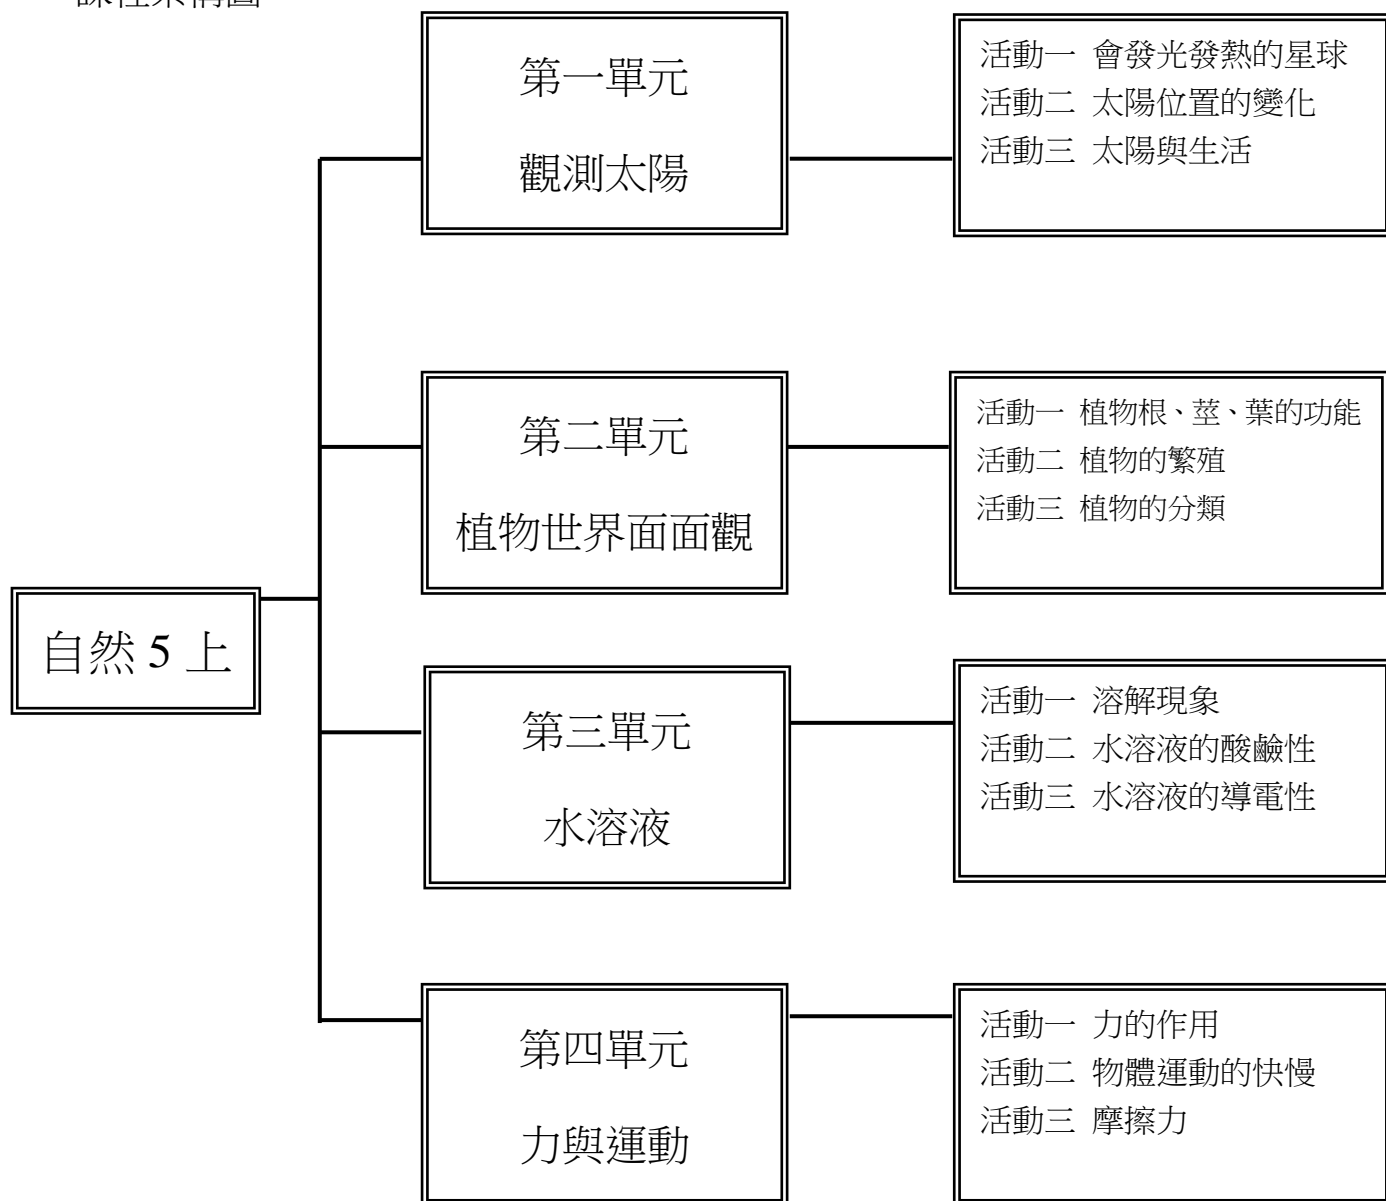 課程架構圖
第一單元
觀測太陽
活動一 會發光發熱的星球
活動二 太陽位置的變化
活動三 太陽與生活
第二單元
植物世界面面觀
活動一 植物根、莖、葉的功能
活動二 植物的繁殖
活動三 植物的分類
自然 5 上
第三單元
水溶液
活動一 溶解現象
活動二 水溶液的酸鹼性
活動三 水溶液的導電性
第四單元
力與運動
活動一 力的作用
活動二 物體運動的快慢
活動三 摩擦力